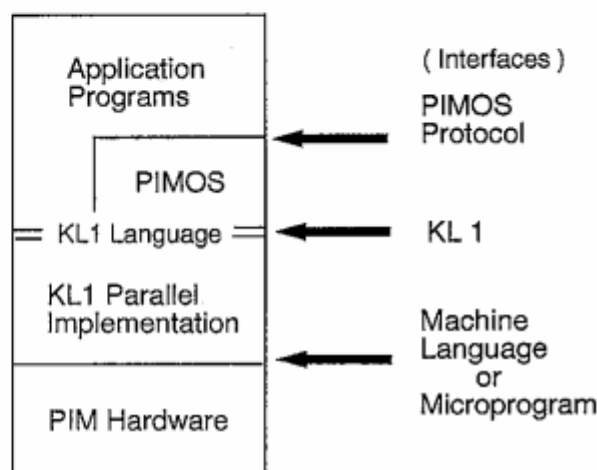 Application
Programs
PIMOS
KL1 Language
KL1 Parallel
Implementation
PIM Hardware
( Interfaces )
PIMOS
Protocol
KL 1
Machine
Language
or
Microprogram